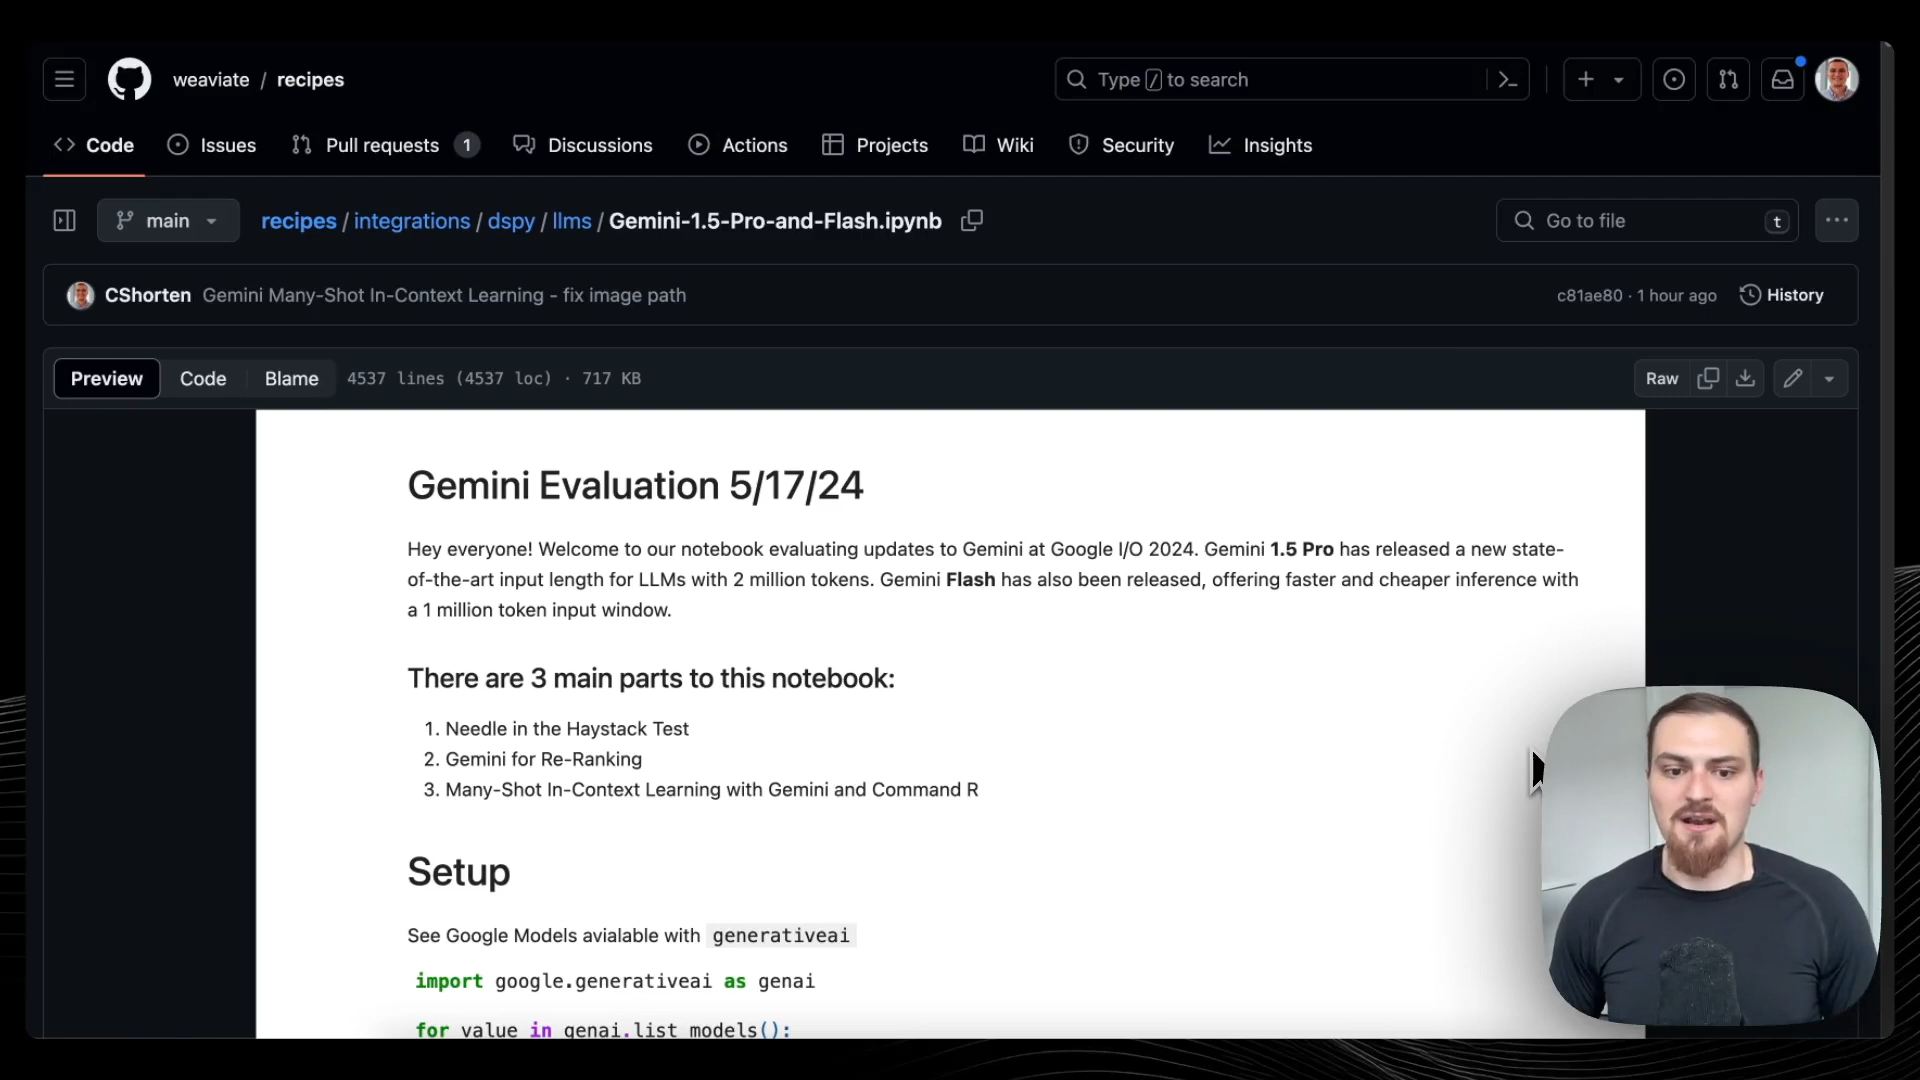 weaviate / recipes
Type / to search
Code
Issues
Pull requests 1
Discussions
Actions
Projects
Wiki
Security
Insights
main
recipes / integrations / dspy / llms / Gemini-1.5-Pro-and-Flash.ipynb
Go to file
t
CShorten Gemini Many-Shot In-Context Learning - fix image path
c81ae80 · 1 hour ago
History
Preview
Code
Blame
4537 lines (4537 loc) · 717 KB
Raw
Gemini Evaluation 5/17/24
Hey everyone! Welcome to our notebook evaluating updates to Gemini at Google I/O 2024. Gemini 1.5 Pro has released a new state-
of-the-art input length for LLMs with 2 million tokens. Gemini Flash has also been released, offering faster and cheaper inference with
a 1 million token input window.
There are 3 main parts to this notebook:
1. Needle in the Haystack Test
2. Gemini for Re-Ranking
3. Many-Shot In-Context Learning with Gemini and Command R
Setup
See Google Models avialable with generativeai
import google.generativeai as genai
for value in genai.list_models():